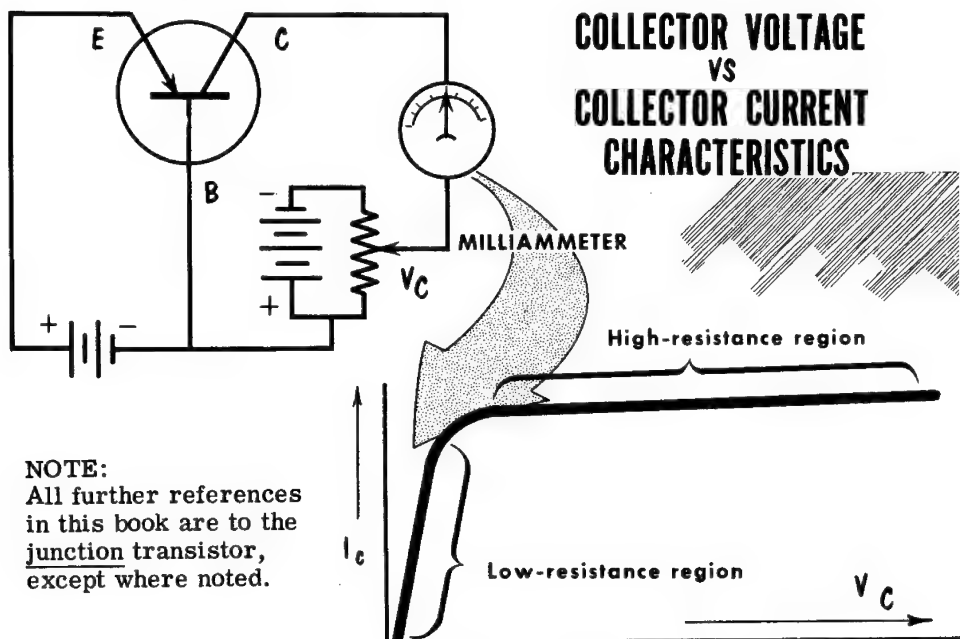 COLLECTOR VOLTAGE
VS
COLLECTOR CURRENT
CHARACTERISTICS
E
C
B
-
+
MILLIAMMETER
VC
+ -
High-resistance region
NOTE:
All further references
in this book are to the
junction transistor,
except where noted.
Ic
Low-resistance region
VC